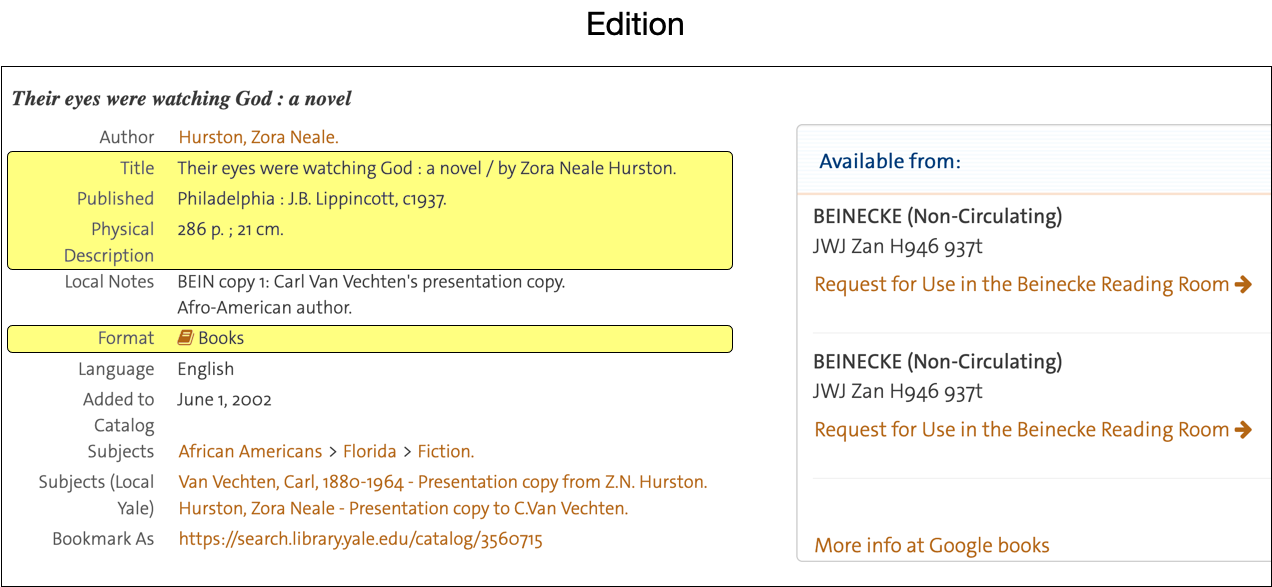 Edition
Their eyes were watching God : a novel
Author Hurston, Zora Neale.
Title Their eyes were watching God : a novel / by Zora Neale Hurston.
Published Philadelphia : J.B. Lippincott, c1937.
Physical 286 p. ; 21 cm.
Description
Local Notes BEIN copy 1: Carl Van Vechten's presentation copy.
Afro-American author.
Format Books
Language English
Added to June 1, 2002
Catalog
Subjects African Americans > Florida > Fiction.
Subjects (Local Van Vechten, Carl, 1880-1964 - Presentation copy from Z.N. Hurston.
Yale) Hurston, Zora Neale - Presentation copy to C.Van Vechten.
Bookmark As https://search.library.yale.edu/catalog/3560715
Available from:
BEINECKE (Non-Circulating)
JWJ Zan H946 937t
Request for Use in the Beinecke Reading Room
BEINECKE (Non-Circulating)
JWJ Zan H946 937t
Request for Use in the Beinecke Reading Room
More info at Google books